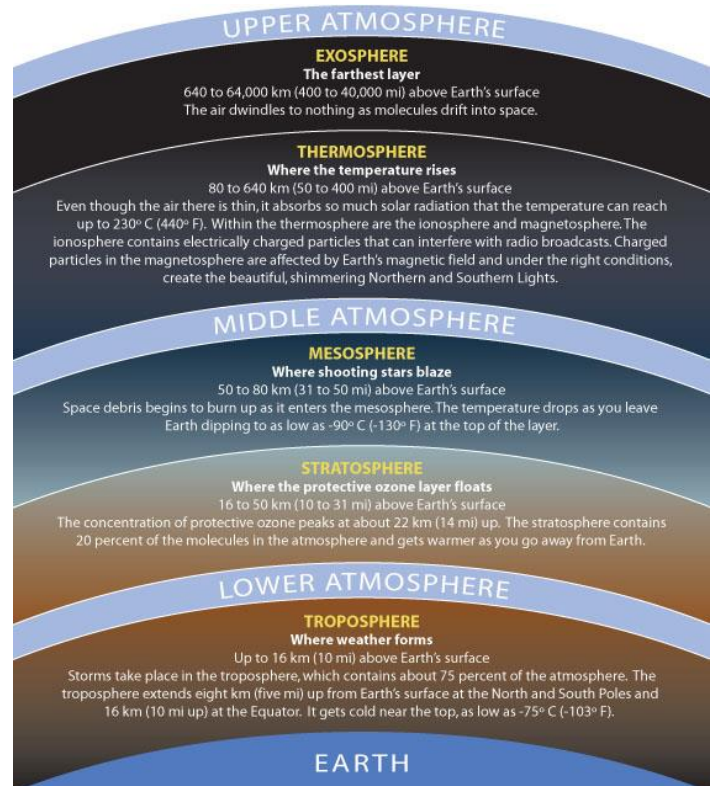 UPPER ATMOSPHERE
EXOSPHERE
The farthest layer
640 to 64,000 km (400 to 40,000 mi) above Earth's surface
The air dwindles to nothing as molecules drift into space.
THERMOSPHERE
Where the temperature rises
80 to 640 km (50 to 400 mi) above Earth's surface
Even though the air there is thin, it absorbs so much solar radiation that the temperature can reach
up to 230º C (440º F). Within the thermosphere are the ionosphere and magnetosphere. The
ionosphere contains electrically charged particles that can interfere with radio broadcasts. Charged
particles in the magnetosphere are affected by Earth's magnetic field and under the right conditions,
create the beautiful, shimmering Northern and Southern Lights.
MIDDLE ATMOSPHERE
MESOSPHERE
Where shooting stars blaze
50 to 80 km (31 to 50 mi) above Earth's surface
Space debris begins to burn up as it enters the mesosphere. The temperature drops as you leave
Earth dipping to as low as -90º C (-130º F) at the top of the layer.
STRATOSPHERE
Where the protective ozone layer floats
16 to 50 km (10 to 31 mi) above Earth's surface
The concentration of protective ozone peaks at about 22 km (14 mi) up. The stratosphere contains
20 percent of the molecules in the atmosphere and gets warmer as you go away from Earth.
LOWER ATMOSPHERE
TROPOSPHERE
Where weather forms
Up to 16 km (10 mi) above Earth's surface
Storms take place in the troposphere, which contains about 75 percent of the atmosphere. The
troposphere extends eight km (five mi) up from Earth's surface at the North and South Poles and
16 km (10 mi up) at the Equator. It gets cold near the top, as low as -75º C (-103º F).
EARTH